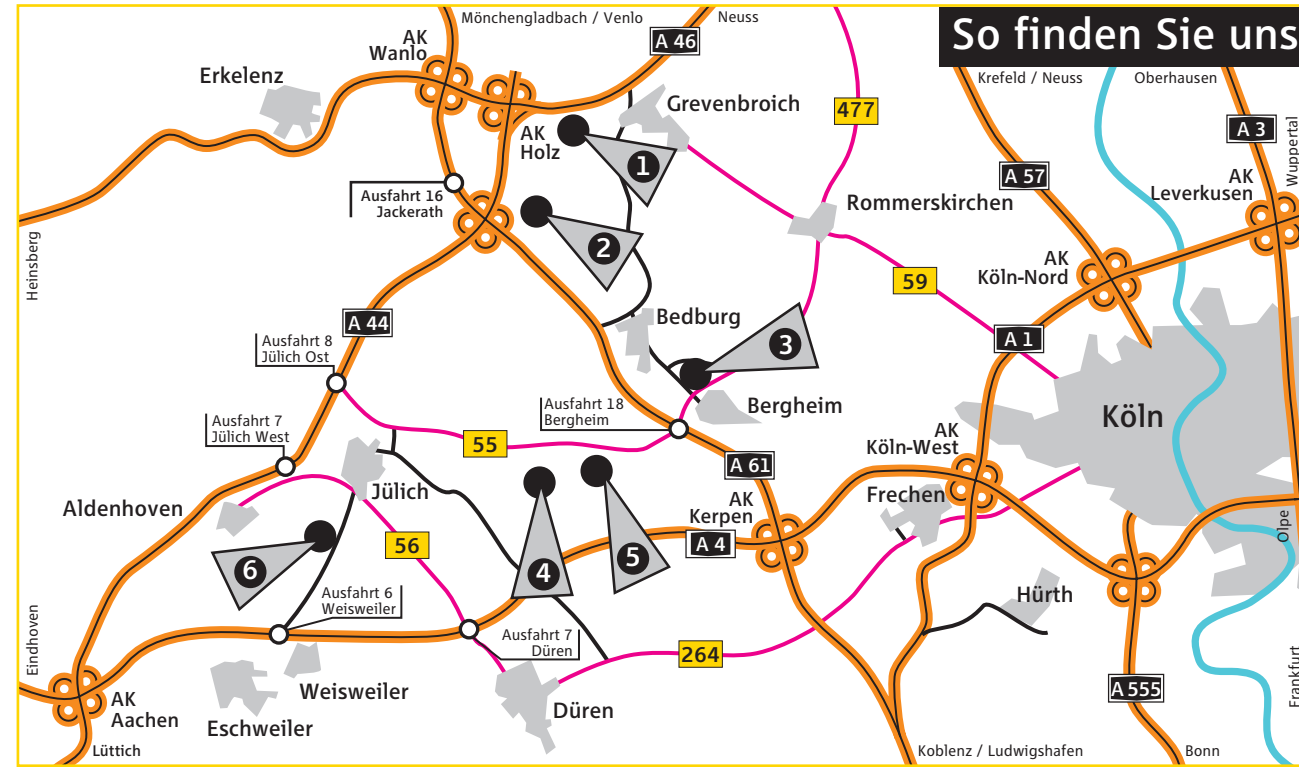 So finden Sie uns
Mönchengladbach / Venlo
Neuss
AK
Wanlo
A 46
Erkelenz
Krefeld / Neuss
Oberhausen
Grevenbroich
477
A 3
Wuppertal
AK
Holz
1
A 57
AK
Leverkusen
Ausfahrt 16
Jackerath
Rommerskirchen
2
AK
Köln-Nord
Heinsberg
59
A 44
Bedburg
3
A 1
Ausfahrt 8
Jülich Ost
Ausfahrt 18
Bergheim
Bergheim
Köln
Ausfahrt 7
Jülich West
55
AK
Köln-West
A 61
Jülich
Frechen
Aldenhoven
AK
Kerpen
56
A 4
Olpe
6
4
5
Ausfahrt 6
Weisweiler
Hürth
Eindhoven
Ausfahrt 7
Düren
264
Frankfurt
Weisweiler
A 555
AK
Aachen
Düren
Eschweiler
Lüttich
Koblenz / Ludwigshafen
Bonn